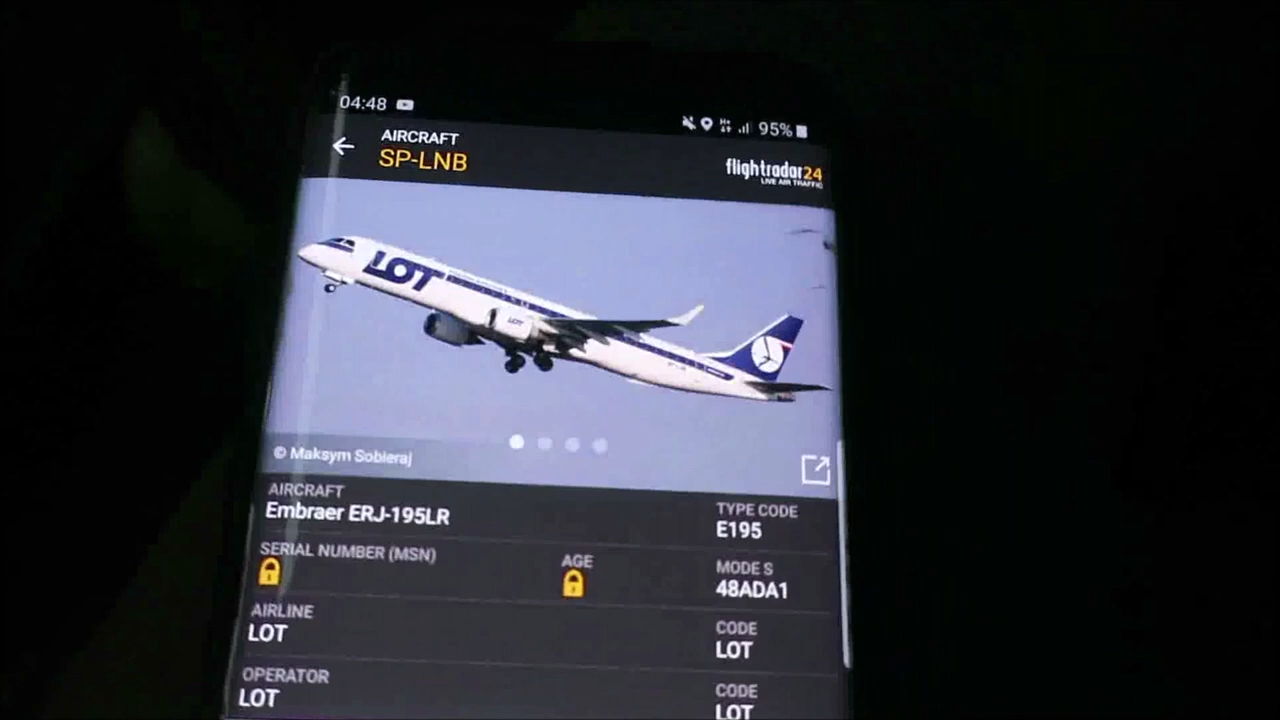 04:48
95%
AIRCRAFT
SP-LNB
flightradar24
LIVE AIR TRAFFIC
LOT
LOT
© Maksym Sobieraj
AIRCRAFT
Embraer ERJ-195LR
TYPE CODE
E195
SERIAL NUMBER (MSN)
AGE
MODE S
48ADA1
AIRLINE
LOT
CODE
LOT
OPERATOR
LOT
CODE
LOT